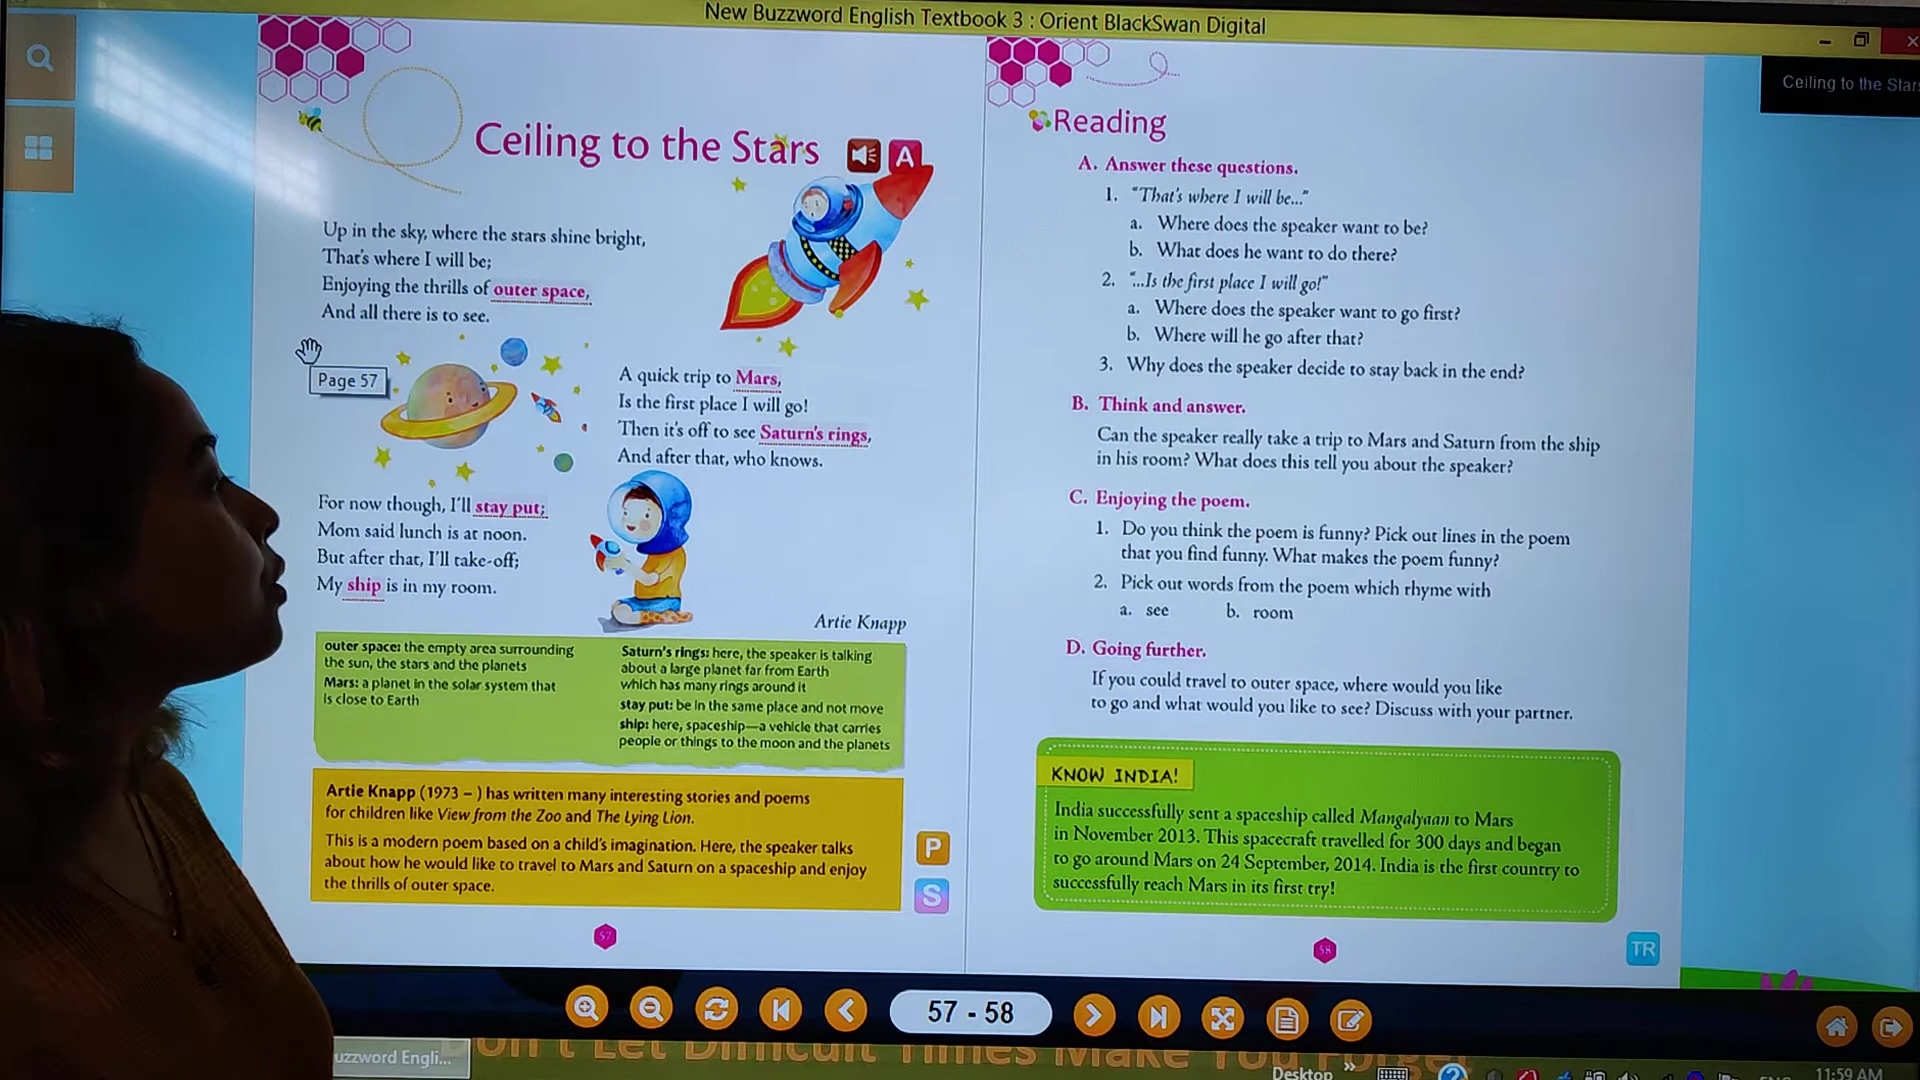 New Buzzword English Textbook 3 : Orient BlackSwan Digital
Ceiling to the Stars
Ceiling to the Stars
A
Up in the sky, where the stars shine bright,
That's where I will be;
Enjoying the thrills of outer space,
And all there is to see.
Page 57
A quick trip to Mars,
Is the first place I will go!
Then it's off to see Saturn's rings,
And after that, who knows.
For now though, I'll stay put;
Mom said lunch is at noon.
But after that, I'll take-off;
My ship is in my room.
Artie Knapp
outer space: the empty area surrounding
the sun, the stars and the planets
Mars: a planet in the solar system that
is close to Earth
Saturn's rings: here, the speaker is talking
about a large planet far from Earth
which has many rings around it
stay put: be in the same place and not move
ship: here, spaceship—a vehicle that carries
people or things to the moon and the planets
Artie Knapp (1973 – ) has written many interesting stories and poems
for children like View from the Zoo and The Lying Lion.
This is a modern poem based on a child's imagination. Here, the speaker talks
about how he would like to travel to Mars and Saturn on a spaceship and enjoy
the thrills of outer space.
P
S
57
Reading
A. Answer these questions.
1. "That's where I will be..."
a. Where does the speaker want to be?
b. What does he want to do there?
2. "...Is the first place I will go!"
a. Where does the speaker want to go first?
b. Where will he go after that?
3. Why does the speaker decide to stay back in the end?
B. Think and answer.
Can the speaker really take a trip to Mars and Saturn from the ship
in his room? What does this tell you about the speaker?
C. Enjoying the poem.
1. Do you think the poem is funny? Pick out lines in the poem
that you find funny. What makes the poem funny?
2. Pick out words from the poem which rhyme with
a. see b. room
D. Going further.
If you could travel to outer space, where would you like
to go and what would you like to see? Discuss with your partner.
KNOW INDIA!
India successfully sent a spaceship called Mangalyaan to Mars
in November 2013. This spacecraft travelled for 300 days and began
to go around Mars on 24 September, 2014. India is the first country to
successfully reach Mars in its first try!
58
TR
57 - 58
uzzword Engli...
Don't Let Difficult Times Make You Forget
Desktop
ENG
11:59 AM